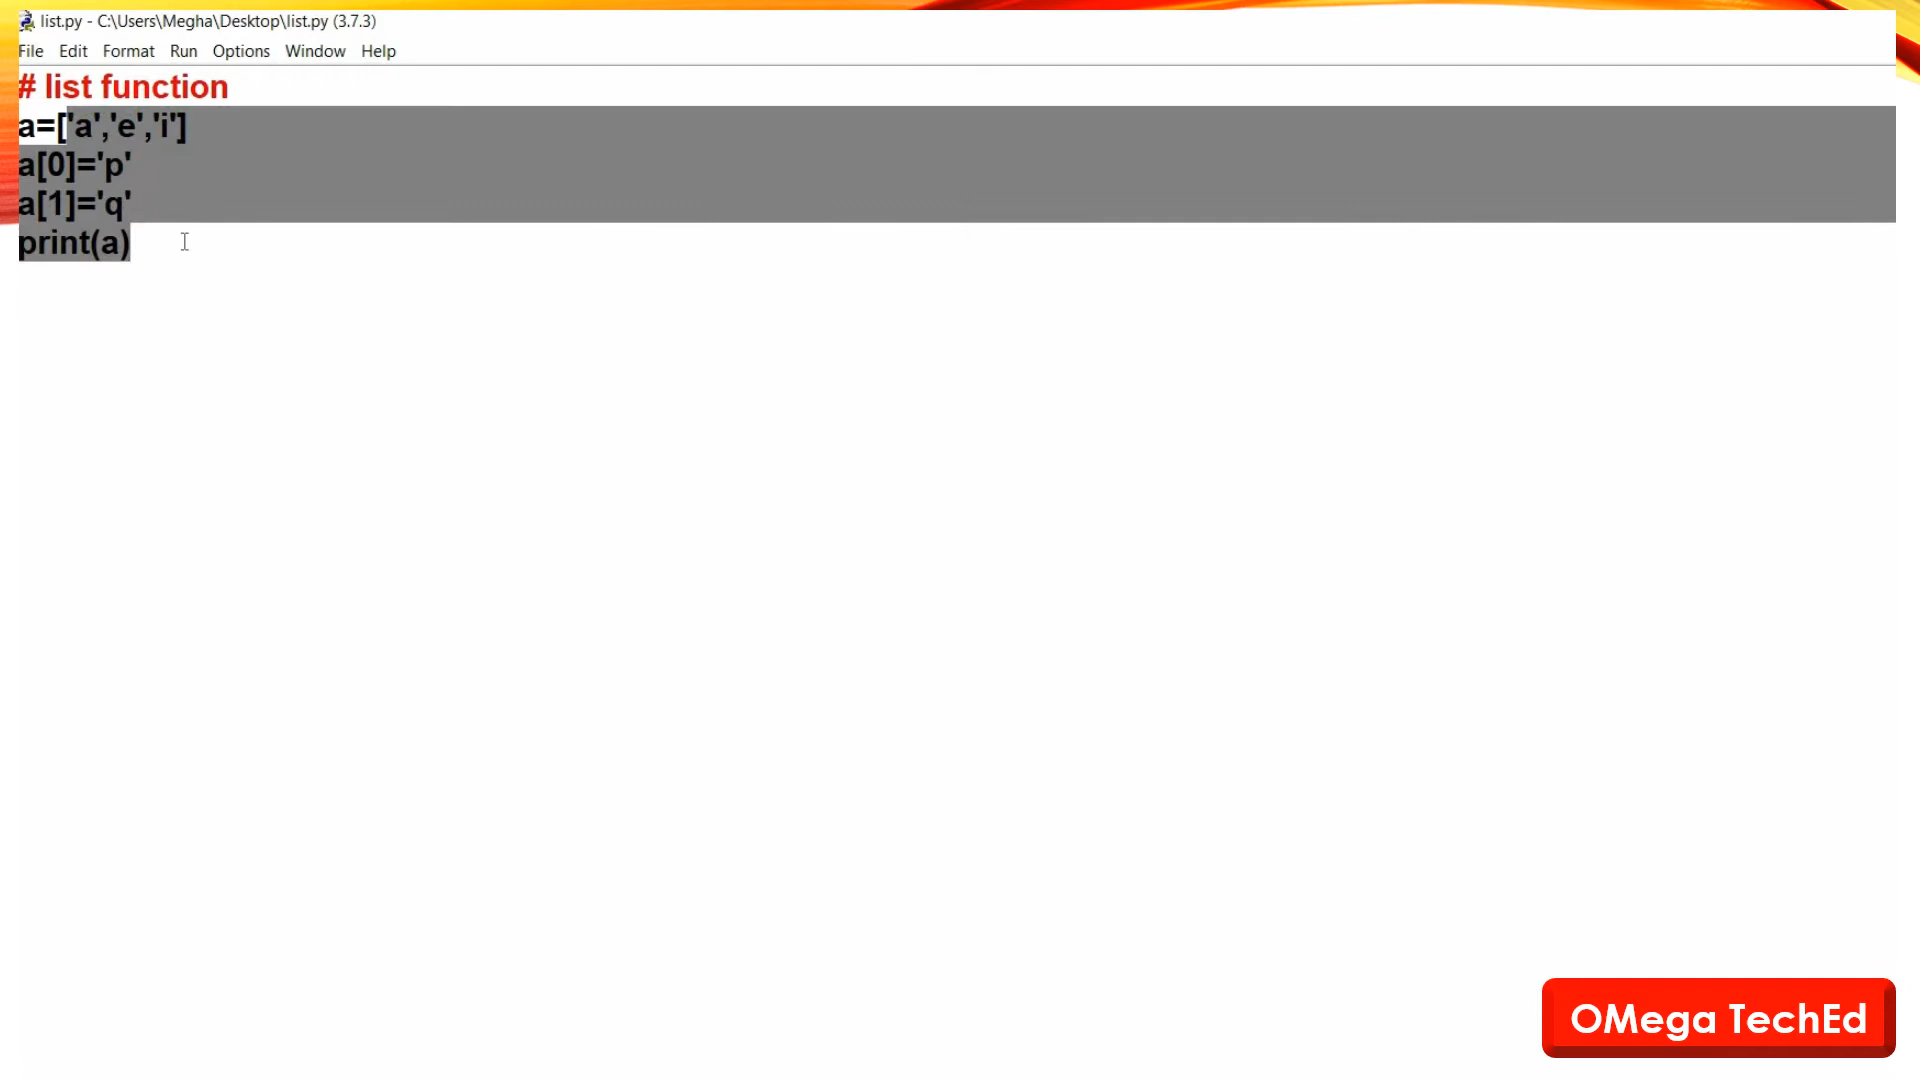 list.py - C:\Users\Megha\Desktop\list.py (3.7.3)
File Edit Format Run Options Window Help
# list function
a=['a','e','i']
a[0]='p'
a[1]='q'
print(a)
OMega TechEd